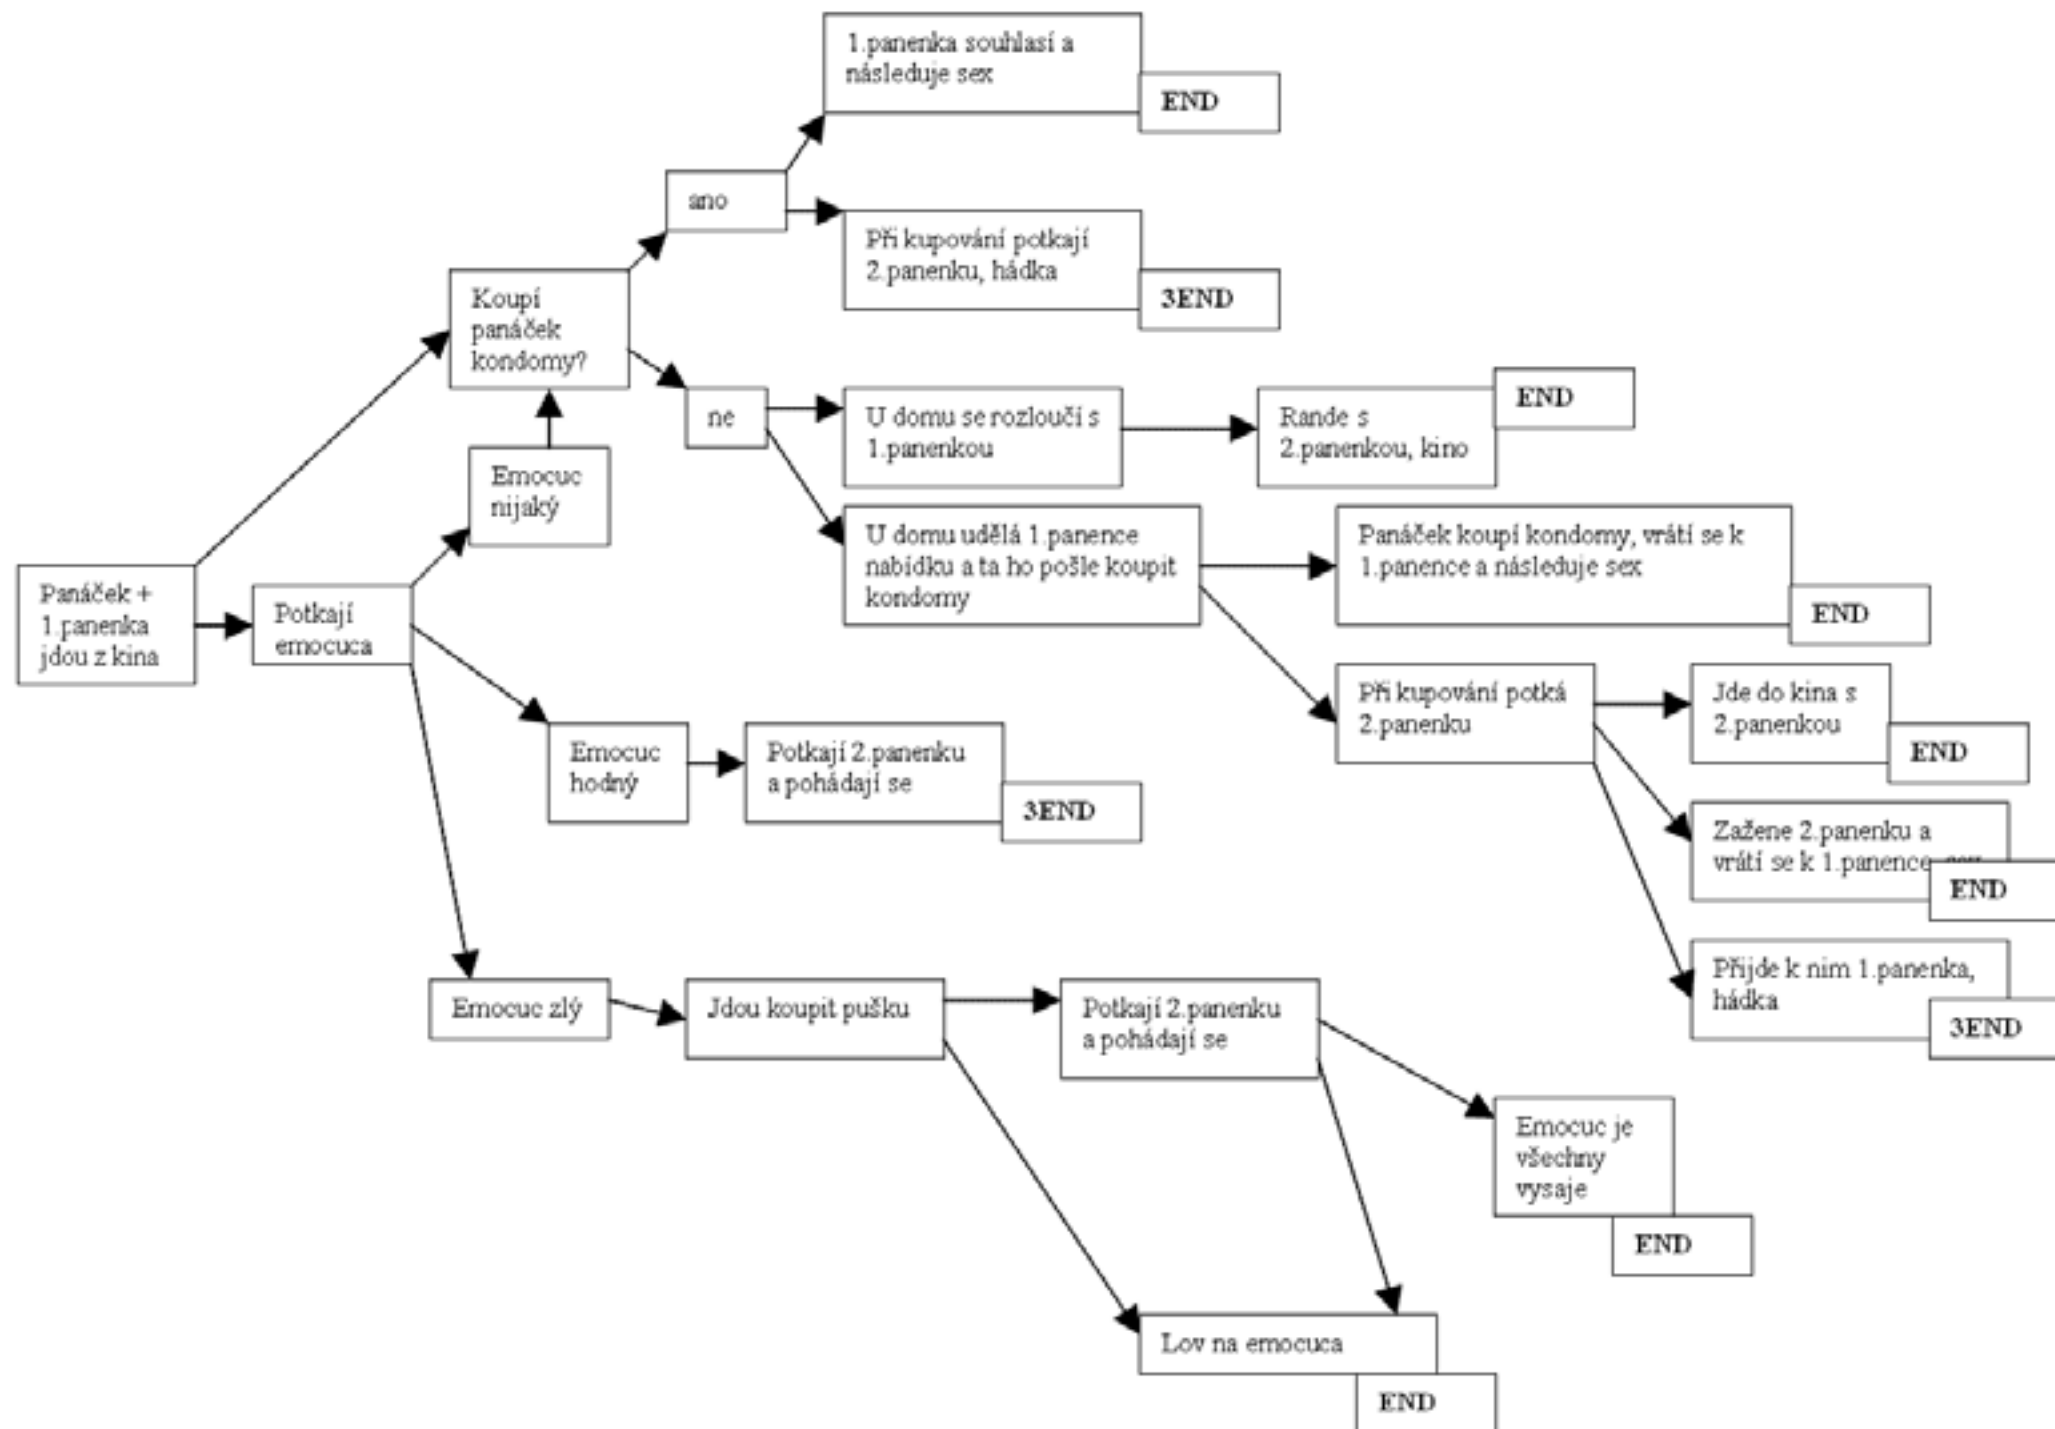 1.panenka souhlasí a
následuje sex
END
ano
Při kupování potkají
2.panenku, hádka
3END
Koupí
panáček
kondomy?
ne
U domu se rozloučí s
1.panenkou
Rande s
2.panenkou, kino
END
Emocuc
nijaký
U domu udělá 1.panence
nabídku a ta ho pošle koupit
kondomy
Panáček koupí kondomy, vrátí se k
1.panence a následuje sex
END
Panáček +
1.panenka
jdou z kina
Potkají
emocuca
Při kupování potká
2.panenku
Jde do kina s
2.panenkou
END
Emocuc
hodný
Potkají 2.panenku
a pohádají se
3END
Zažene 2.panenku a
vrátí se k 1.panence,
END
Přijde k nim 1.panenka,
hádka
3END
Emocuc zlý
Jdou koupit pušku
Potkají 2.panenku
a pohádají se
Emocuc je
všechny
vysaje
END
Lov na emocuca
END